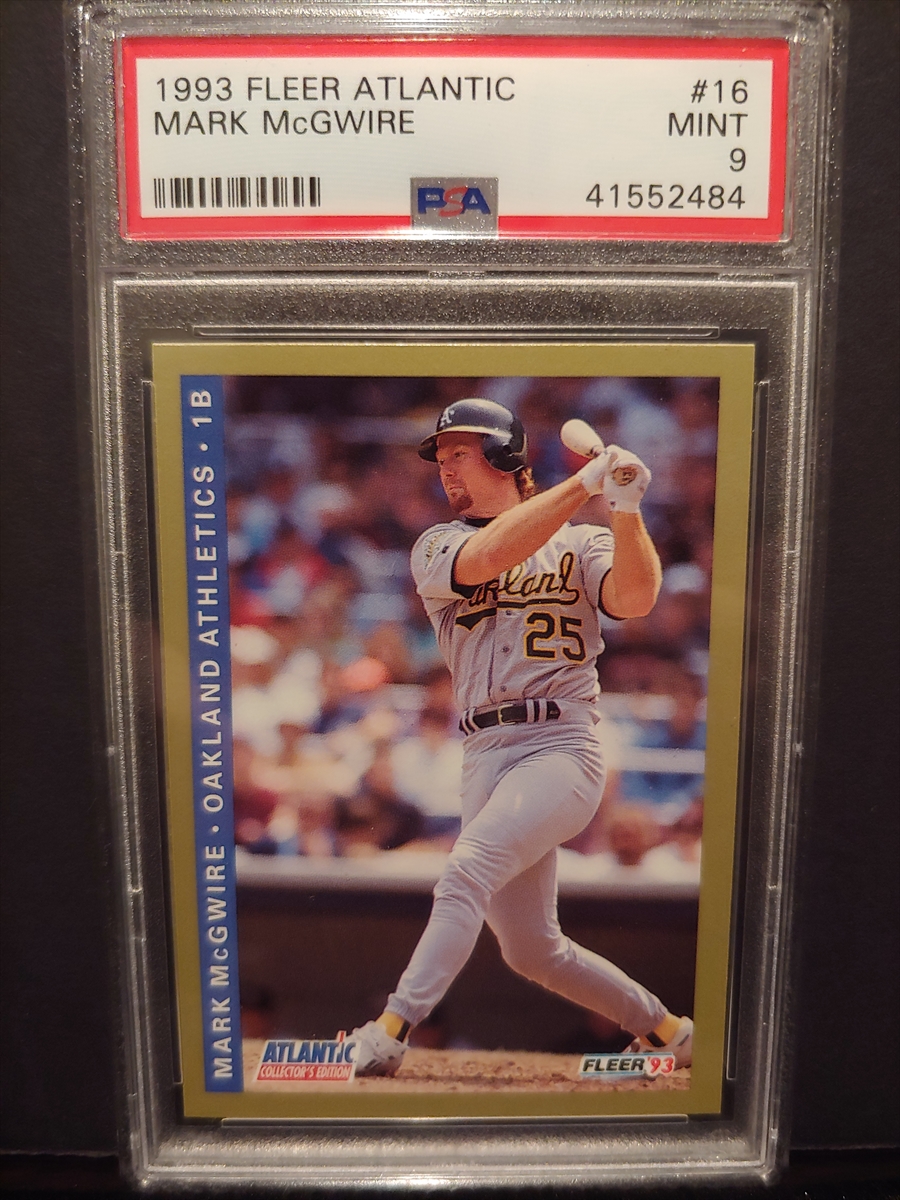 1993 FLEER ATLANTIC #16
MARK McGWIRE MINT
9
PSA 41552484
MARK McGWIRE • OAKLAND ATHLETICS • 1B
A's
akland
25
ATLANTIC
COLLECTOR'S EDITION
FLEER '93